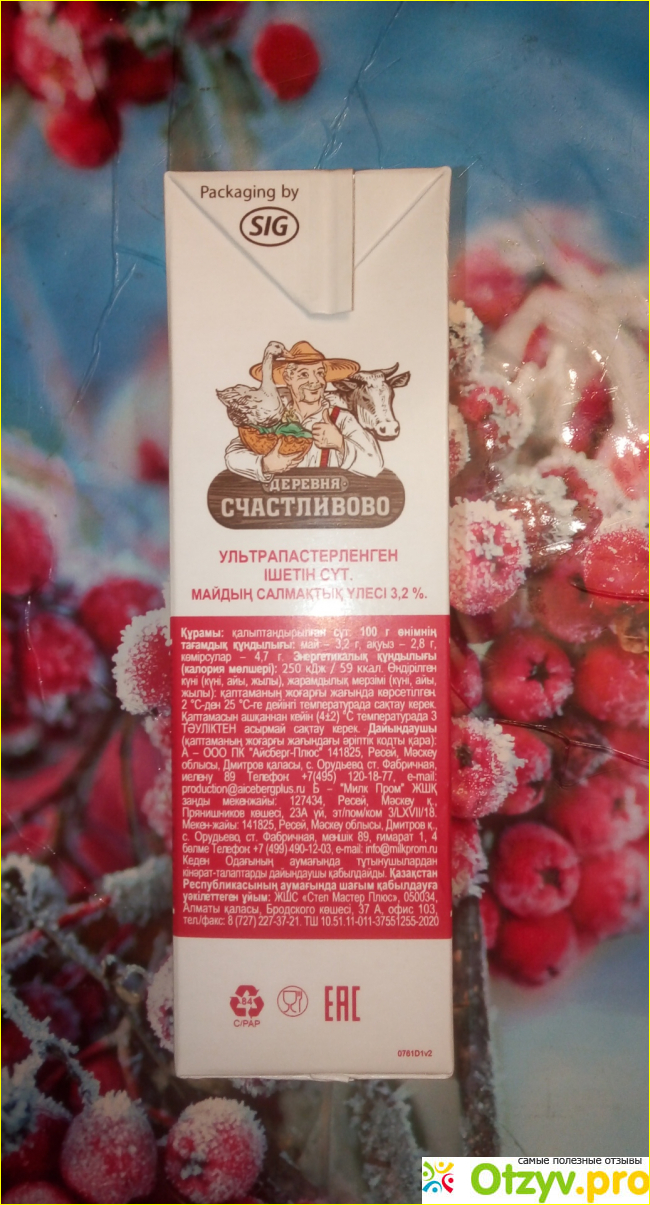 Packaging by
SIG
ДЕРЕВНЯ
СЧАСТЛИВОВО
УЛЬТРАПАСТЕРЛЕНГЕН
ІШЕТІН СҮТ.
МАЙДЫҢ САЛМАҚТЫҚ ҮЛЕСІ 3,2 %.
Құрамы: қалыптандырылған сүт. 100 г өнімнің
тағамдық құндылығы: май – 3,2 г, ақуыз – 2,8 г,
көмірсулар – 4,7 г. Энергетикалық құндылығы
(калория мөлшері): 250 кДж / 59 ккал. Өндірілген
күні (күні, айы, жылы), жарамдылық мерзімі (күні, айы,
жылы): қаптаманың жоғарғы жағында көрсетілген.
2 °С-ден 25 °С-ге дейінгі температурада сақтау керек.
Қаптамасын ашқаннан кейін (4±2) °С температурада 3
ТӘУЛІКТЕН асырмай сақтау керек. Дайындаушы
(қаптаманың жоғарғы жағындағы әріптік кодты қара):
А – ООО ПК "Айсберг-Плюс" 141825, Ресей, Мәскеу
облысы, Дмитров қаласы, с. Орудьево, ст. Фабричная,
иелену 89 Телефон: +7(495) 120-18-77, e-mail:
production@aicebergplus.ru Б – "Милк Пром" ЖШҚ
заңды мекенжайы: 127434, Ресей, Мәскеу қ.,
Прянишников көшесі, 23А үй, эт/пом/ком 3/LXVII/18.
Мекен-жайы: 141825, Ресей, Мәскеу облысы, Дмитров қ.,
с. Орудьево, ст. Фабричная, меншік 89, ғимарат 1, 4
бөлме Телефон: +7 (499) 490-12-03, e-mail: info@milkprom.ru
Кеден Одағының аумағында тұтынушылардан
кінәрат-талаптарды дайындаушы қабылдайды. Қазақстан
Республикасының аумағында шағым қабылдауға
уәкілеттеген ұйым: ЖШС «Степ Мастер Плюс», 050034,
Алматы қаласы, Бродского көшесі, 37 А, офис 103,
тел./факс: 8 (727) 227-37-21. ТШ 10.51.11-011-37551255-2020
84
C/PAP
EAC
0761D1v2
самые полезные отзывы
Otzyv.pro